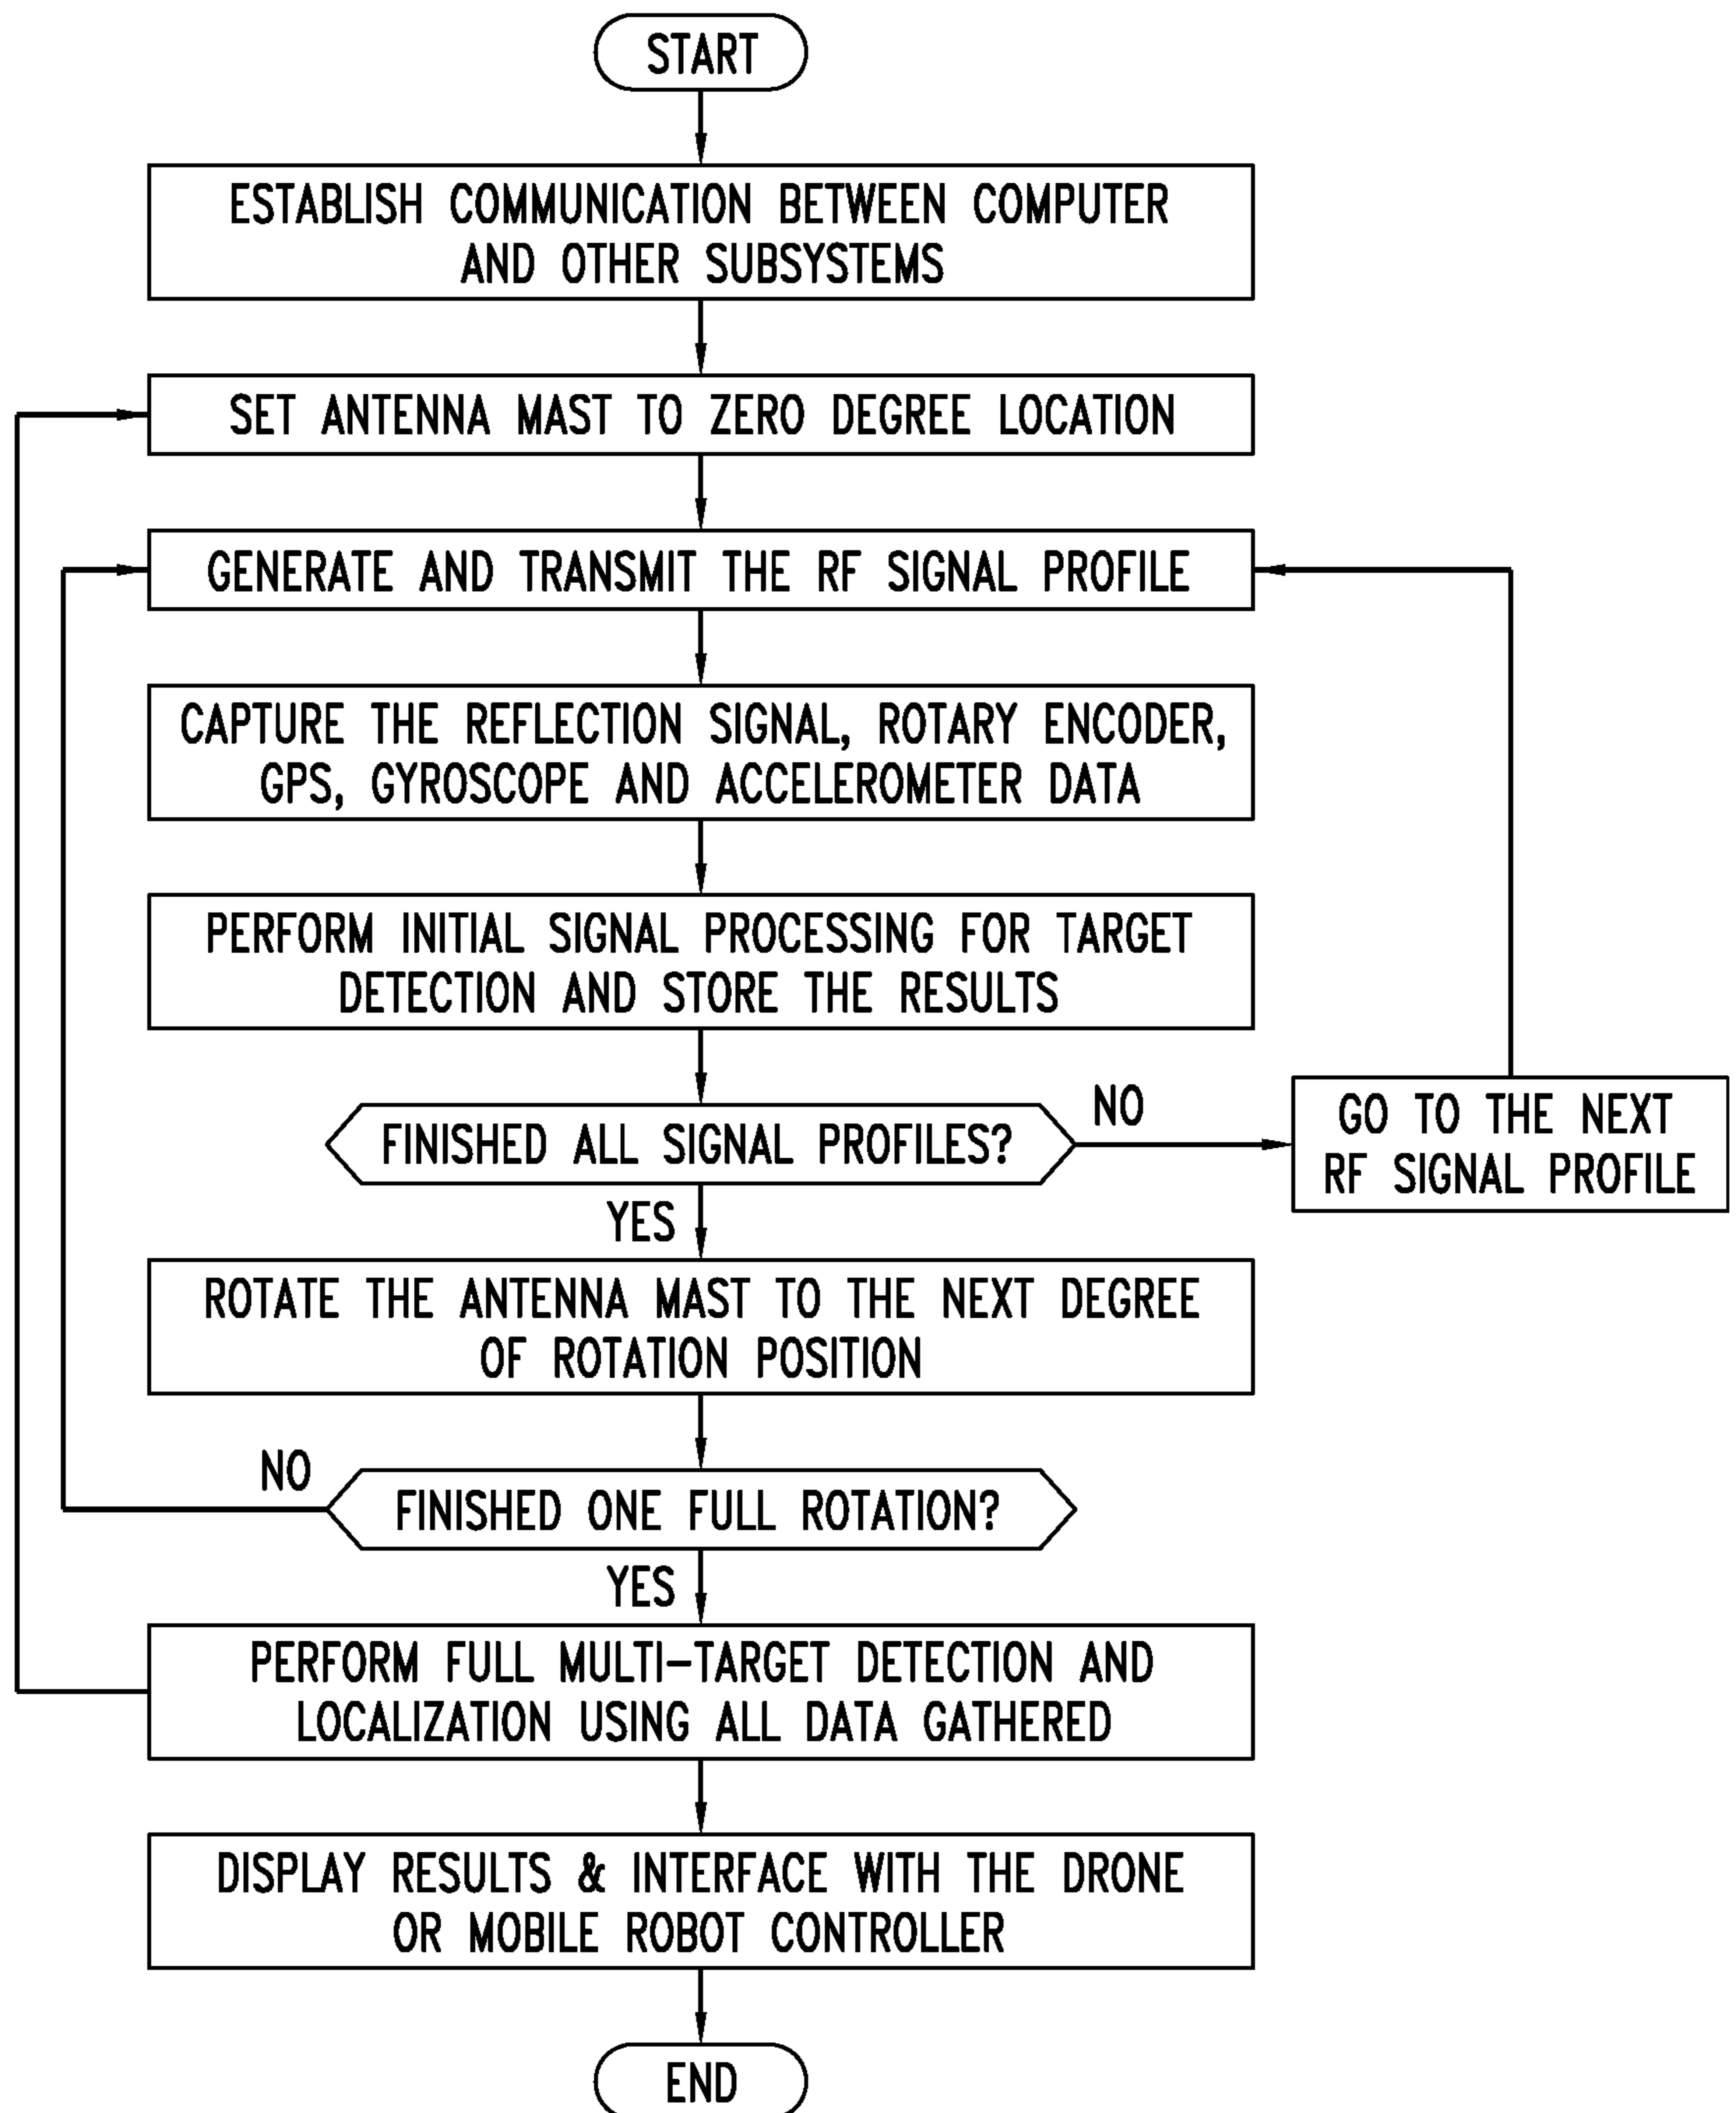 START
ESTABLISH COMMUNICATION BETWEEN COMPUTER
AND OTHER SUBSYSTEMS
SET ANTENNA MAST TO ZERO DEGREE LOCATION
GENERATE AND TRANSMIT THE RF SIGNAL PROFILE
CAPTURE THE REFLECTION SIGNAL, ROTARY ENCODER,
GPS, GYROSCOPE AND ACCELEROMETER DATA
PERFORM INITIAL SIGNAL PROCESSING FOR TARGET
DETECTION AND STORE THE RESULTS
FINISHED ALL SIGNAL PROFILES?
NO
GO TO THE NEXT
RF SIGNAL PROFILE
YES
ROTATE THE ANTENNA MAST TO THE NEXT DEGREE
OF ROTATION POSITION
NO
FINISHED ONE FULL ROTATION?
YES
PERFORM FULL MULTI-TARGET DETECTION AND
LOCALIZATION USING ALL DATA GATHERED
DISPLAY RESULTS & INTERFACE WITH THE DRONE
OR MOBILE ROBOT CONTROLLER
END